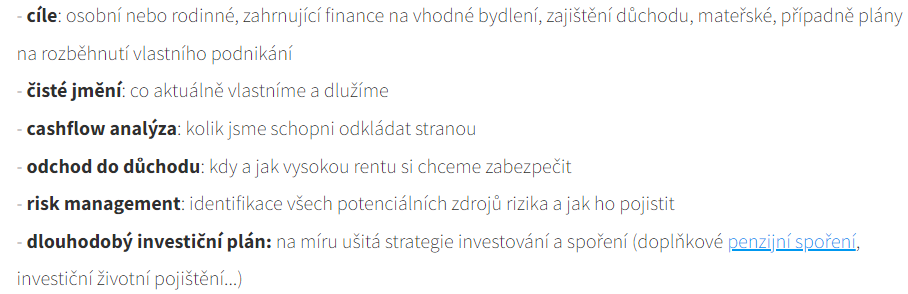 - cíle: osobní nebo rodinné, zahrnující finance na vhodné bydlení, zajištění důchodu, mateřské, případně plány
na rozběhnutí vlastního podnikání
- čisté jmění: co aktuálně vlastníme a dlužíme
- cashflow analýza: kolik jsme schopni odkládat stranou
- odchod do důchodu: kdy a jak vysokou rentu si chceme zabezpečit
- risk management: identifikace všech potenciálních zdrojů rizika a jak ho pojistit
- dlouhodobý investiční plán: na míru ušitá strategie investování a spoření (doplňkové penzijní spoření,
investiční životní pojištění...)